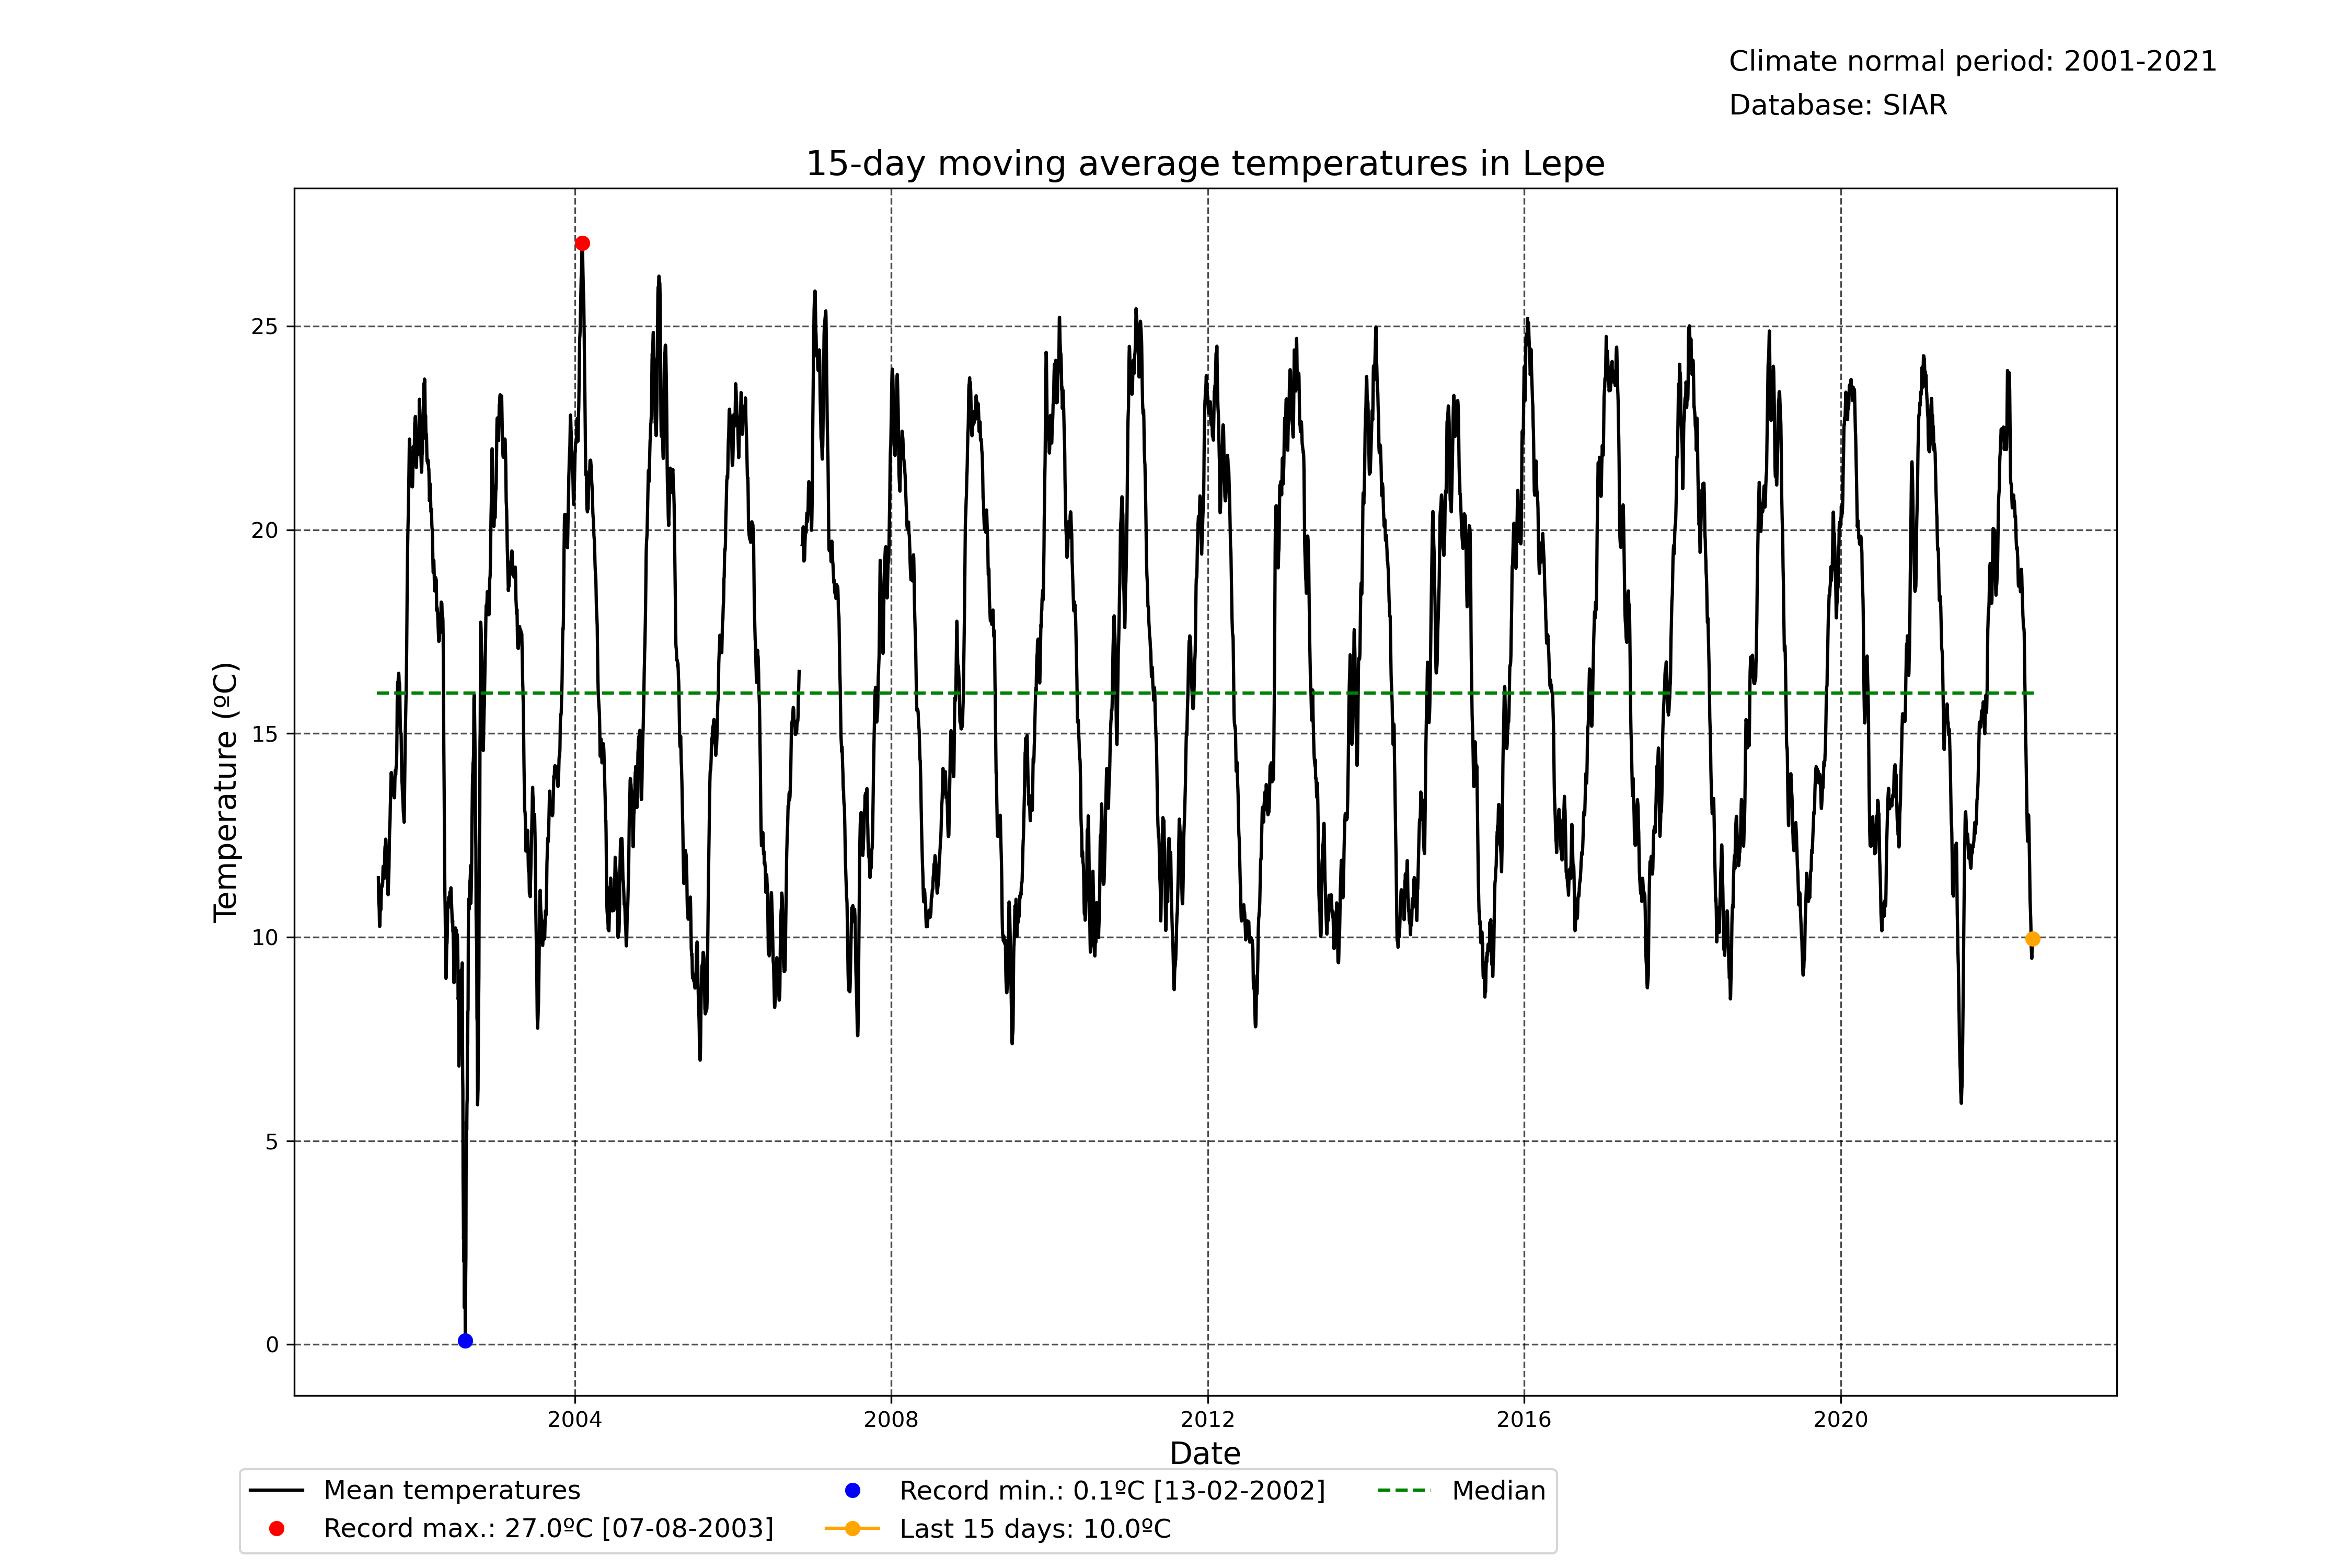 Climate normal period: 2001-2021
Database: SIAR
15-day moving average temperatures in Lepe
25
20
15
10
5
0
Temperature (ºC)
2004 2008 2012 2016 2020
Date
Mean temperatures
Record max.: 27.0ºC [07-08-2003]
Record min.: 0.1ºC [13-02-2002]
Last 15 days: 10.0ºC
Median